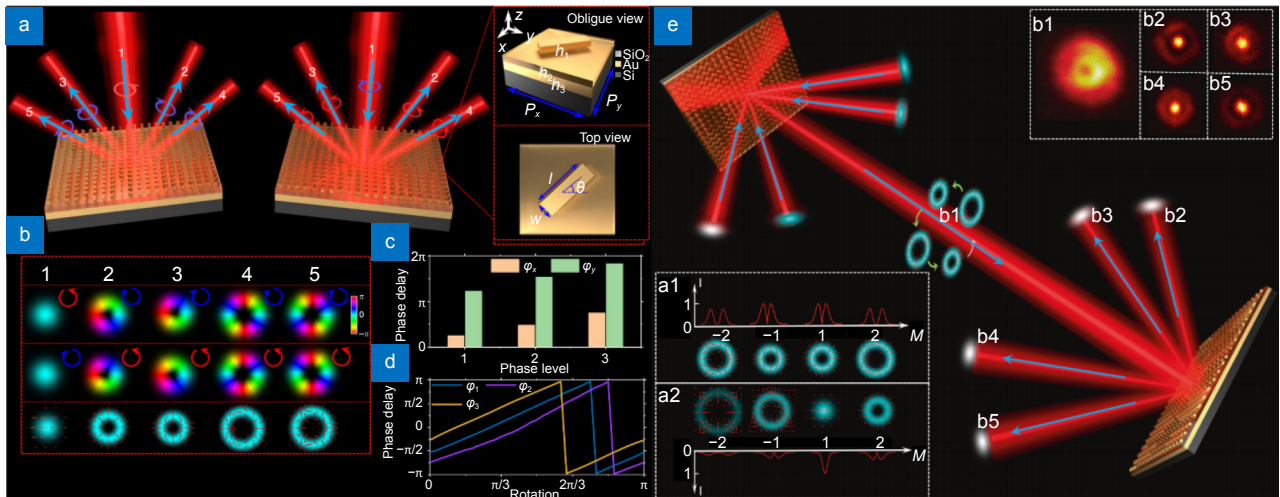 a
1
2
3
4
5
1
2
3
4
5
Obligue view
z
y
x
h₁
h₂
h₃
SiO₂
Au
Si
Pₓ
P_y
Top view
l
θ
w
b
1 2 3 4 5
π
−π
c
2π
π
0
Phase delay
φₓ φ_y
1 2 3
Phase level
d
π
π/2
0
−π/2
−π
Phase delay
φ₁ φ₂
φ₃
0 π/3 2π/3 π
Rotation
e
b1
b2
b3
b4
b5
b1
b3
b2
b4
b5
a1
I
1
0
−2 −1 1 2 M
a2
−2 −1 1 2 M
0
1
I